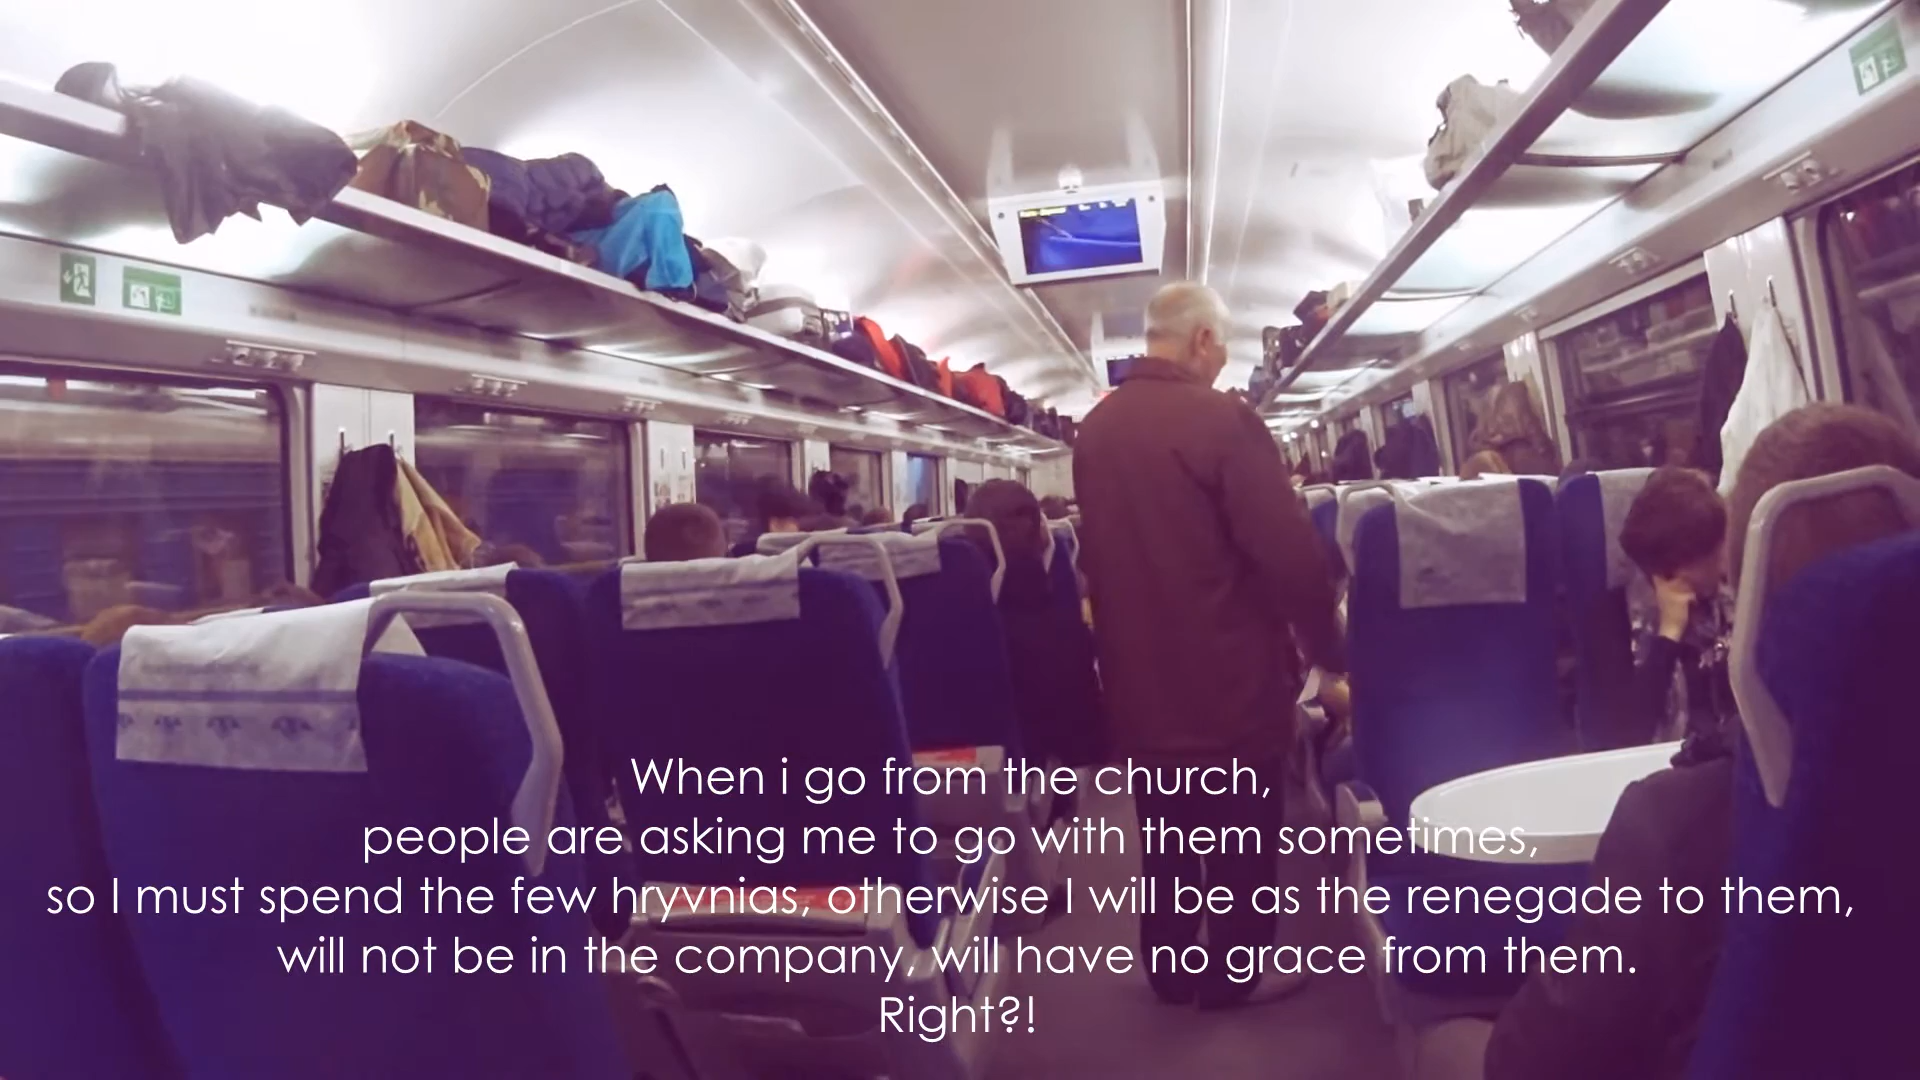 When i go from the church,
people are asking me to go with them sometimes,
so I must spend the few hryvnias, otherwise I will be as the renegade to them,
will not be in the company, will have no grace from them.
Right?!